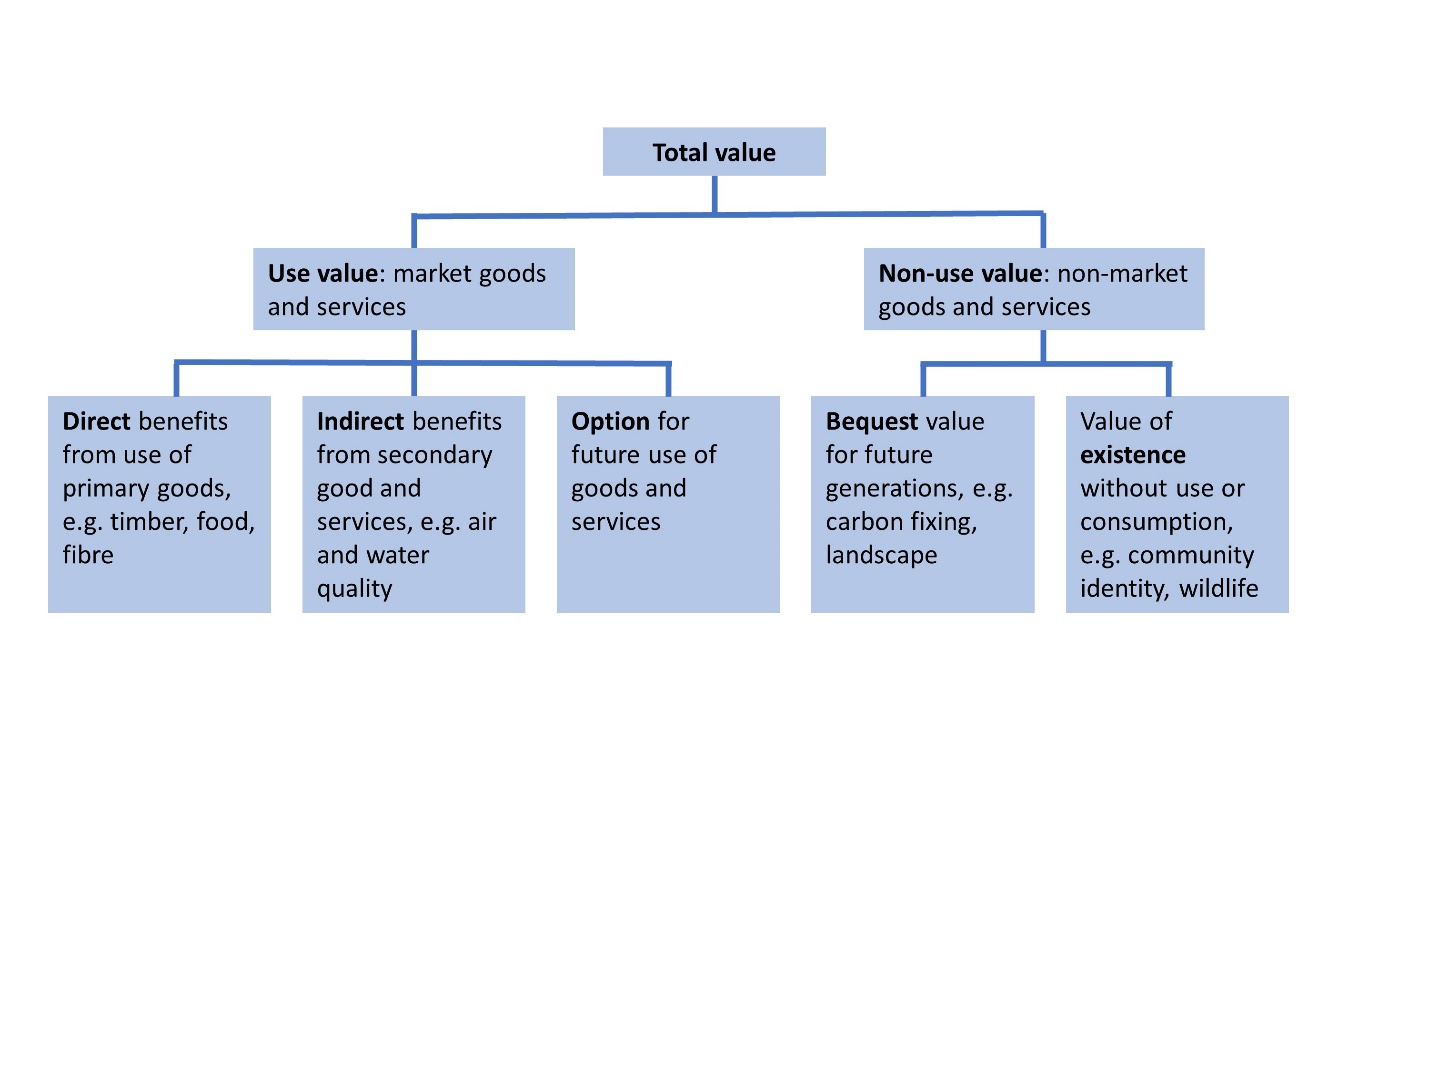 Total value
Use value: market goods
and services
Non-use value: non-market
goods and services
Direct benefits
from use of
primary goods,
e.g. timber, food,
fibre
Indirect benefits
from secondary
good and
services, e.g. air
and water
quality
Option for
future use of
goods and
services
Bequest value
for future
generations, e.g.
carbon fixing,
landscape
Value of
existence
without use or
consumption,
e.g. community
identity, wildlife